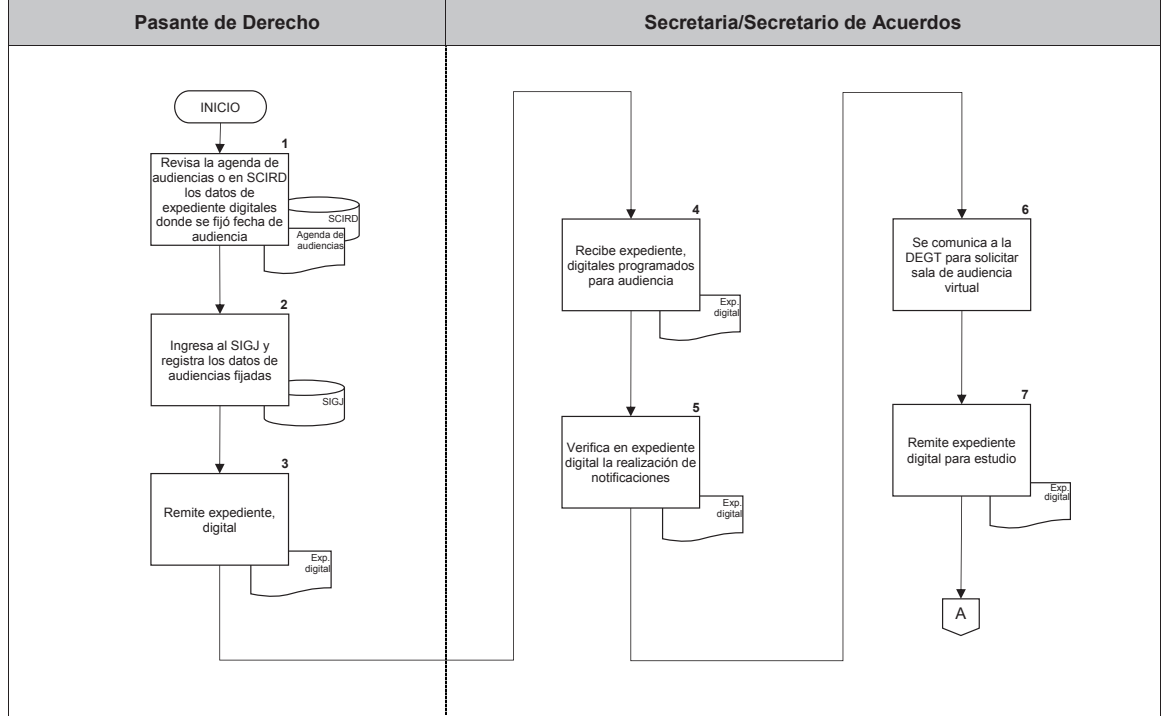 Pasante de Derecho
Secretaria/Secretario de Acuerdos
INICIO
1
Revisa la agenda de
audiencias o en SCIRD
los datos de
expediente digitales
donde se fijó fecha de
audiencia
SCIRD
Agenda de
audiencias
2
Ingresa al SIGJ y
registra los datos de
audiencias fijadas
SIGJ
3
Remite expediente,
digital
Exp.
digital
4
Recibe expediente,
digitales programados
para audiencia
Exp.
digital
5
Verifica en expediente
digital la realización de
notificaciones
Exp.
digital
6
Se comunica a la
DEGT para solicitar
sala de audiencia
virtual
7
Remite expediente
digital para estudio
Exp.
digital
A